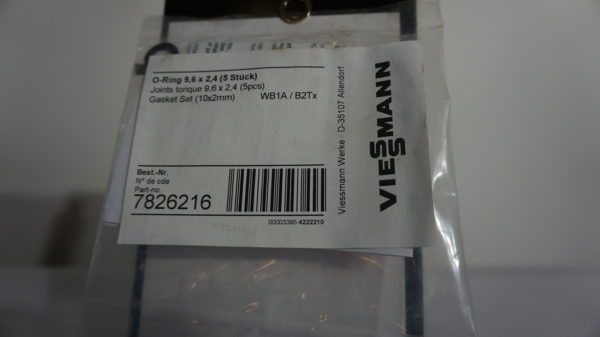 O-Ring 9,6 x 2,4 (5 Stück)
Joints torique 9,6 x 2,4 (5pcs)
Gasket Set (10x2mm) WB1A / B2Tx
Best.-Nr.
N° de cde
Part-no.
7826216
00003395 4222210
Viessmann Werke · D-35107 Allendorf
VIESSMANN